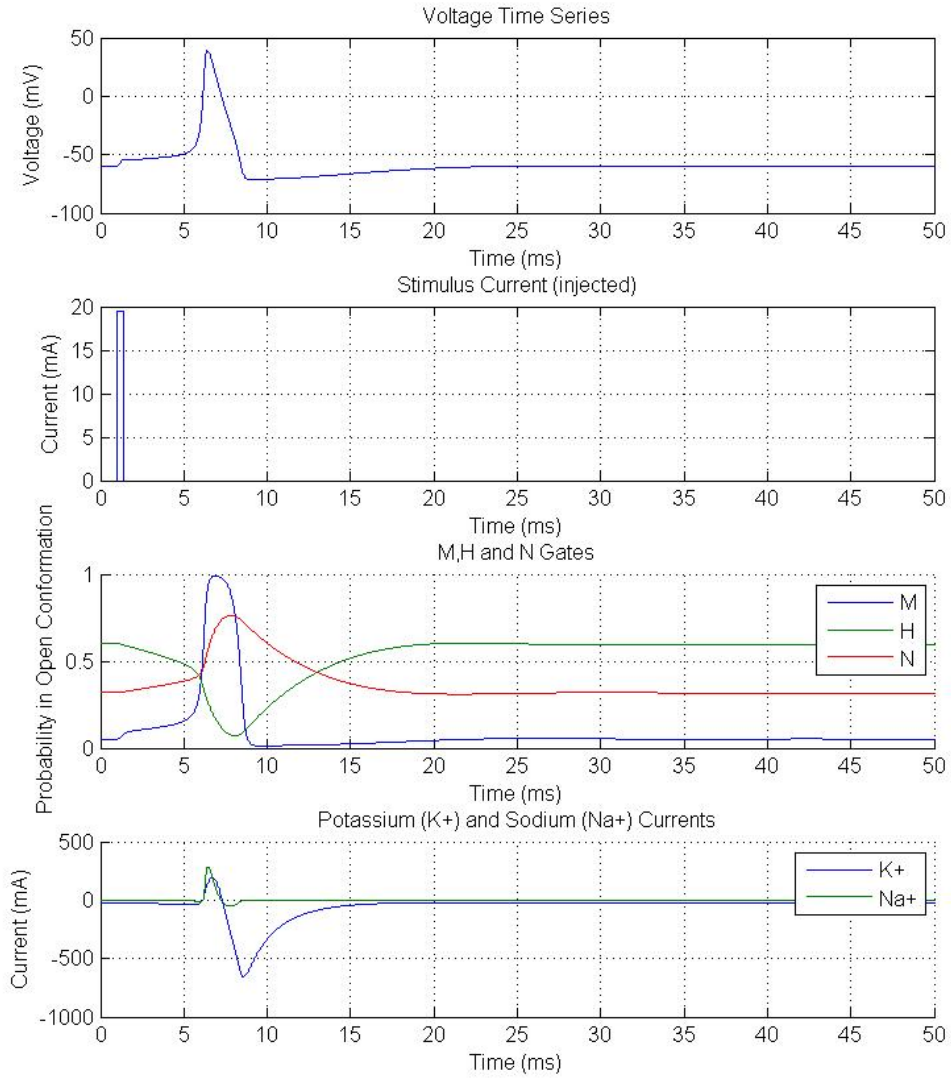 Voltage Time Series
Voltage (mV)
50
0
-50
-100
0 5 10 15 20 25 30 35 40 45 50
Time (ms)
Stimulus Current (injected)
Current (mA)
20
15
10
5
0
0 5 10 15 20 25 30 35 40 45 50
Time (ms)
M,H and N Gates
Probability in Open Conformation
1
0.5
0
M
H
N
0 5 10 15 20 25 30 35 40 45 50
Time (ms)
Potassium (K+) and Sodium (Na+) Currents
Current (mA)
500
0
-500
-1000
K+
Na+
0 5 10 15 20 25 30 35 40 45 50
Time (ms)